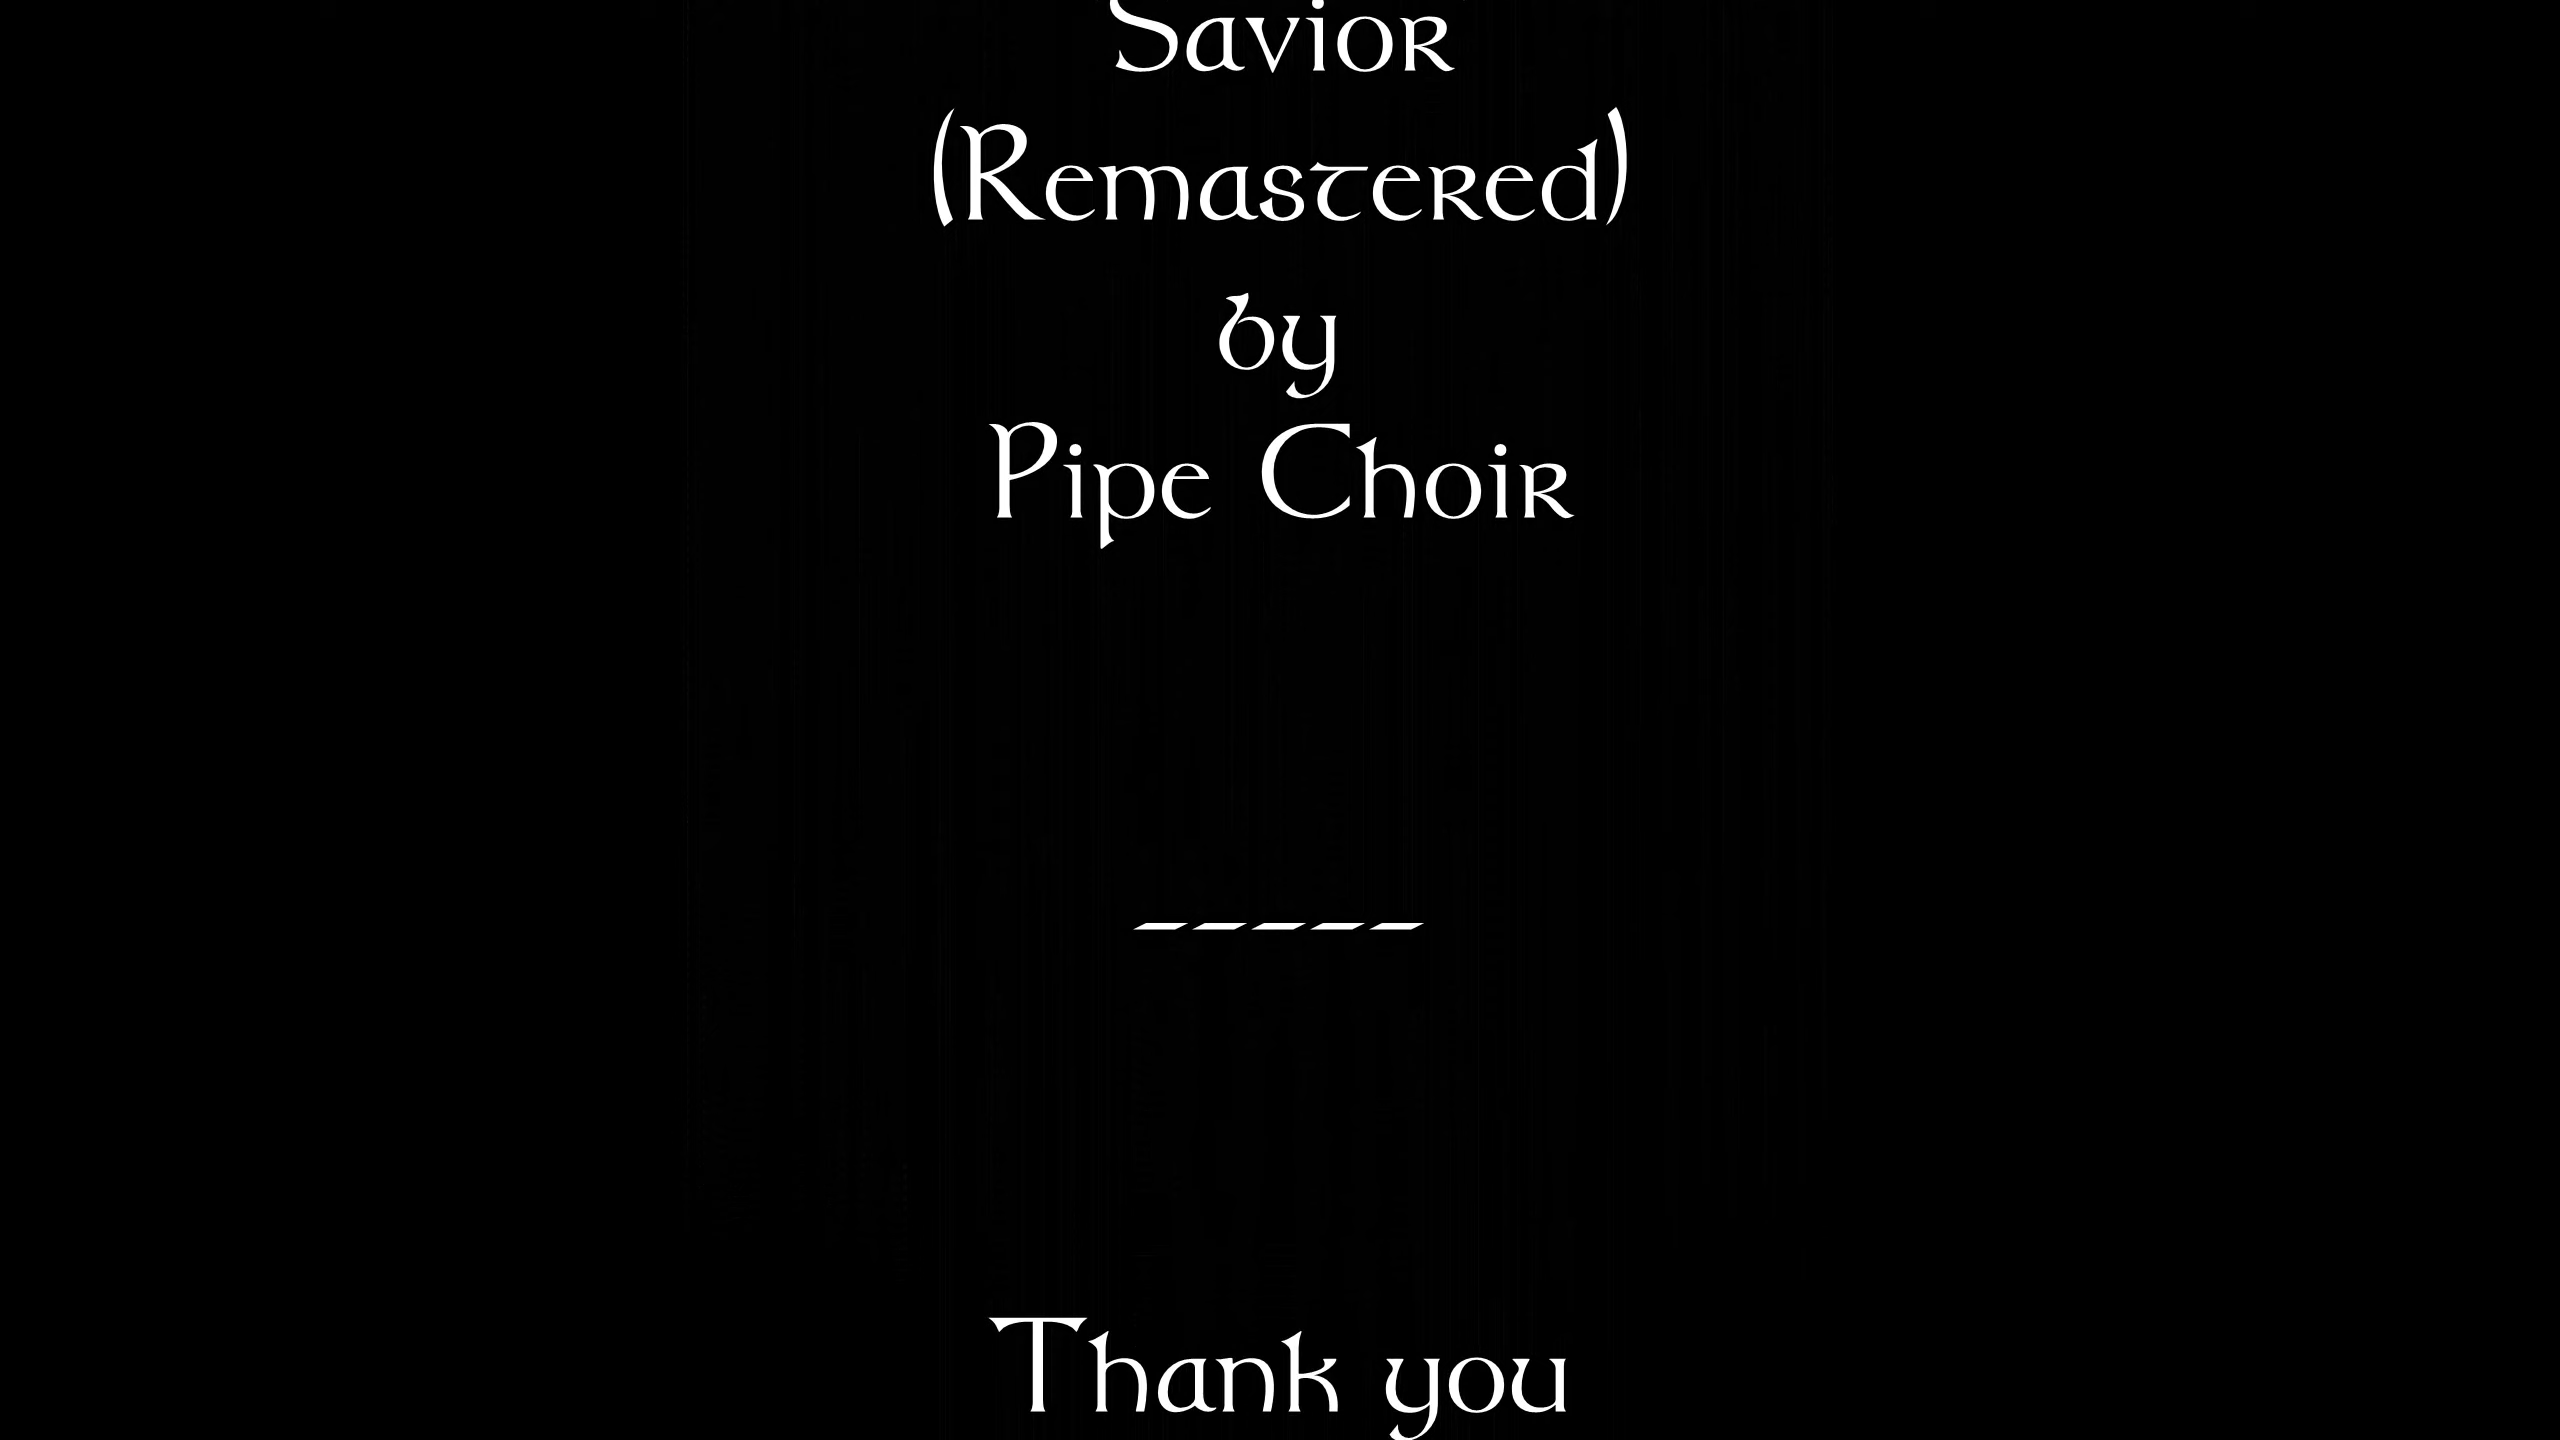 Savior
(Remastered)
by
Pipe Choir
-----
Thank you